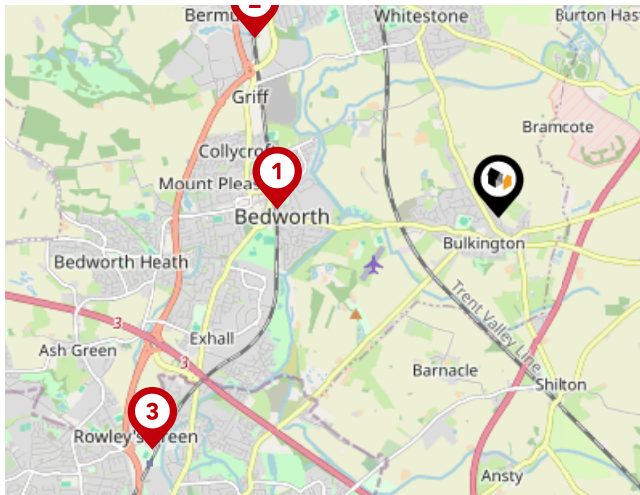 Bermu
2
Whitestone
Burton Hast
Griff
Bramcote
Collycroft
1
Mount Pleas
Bedworth
Bulkington
Bedworth Heath
Trent Valley Line
3
Exhall
Ash Green
Barnacle
Shilton
3
Rowley's Green
Ansty